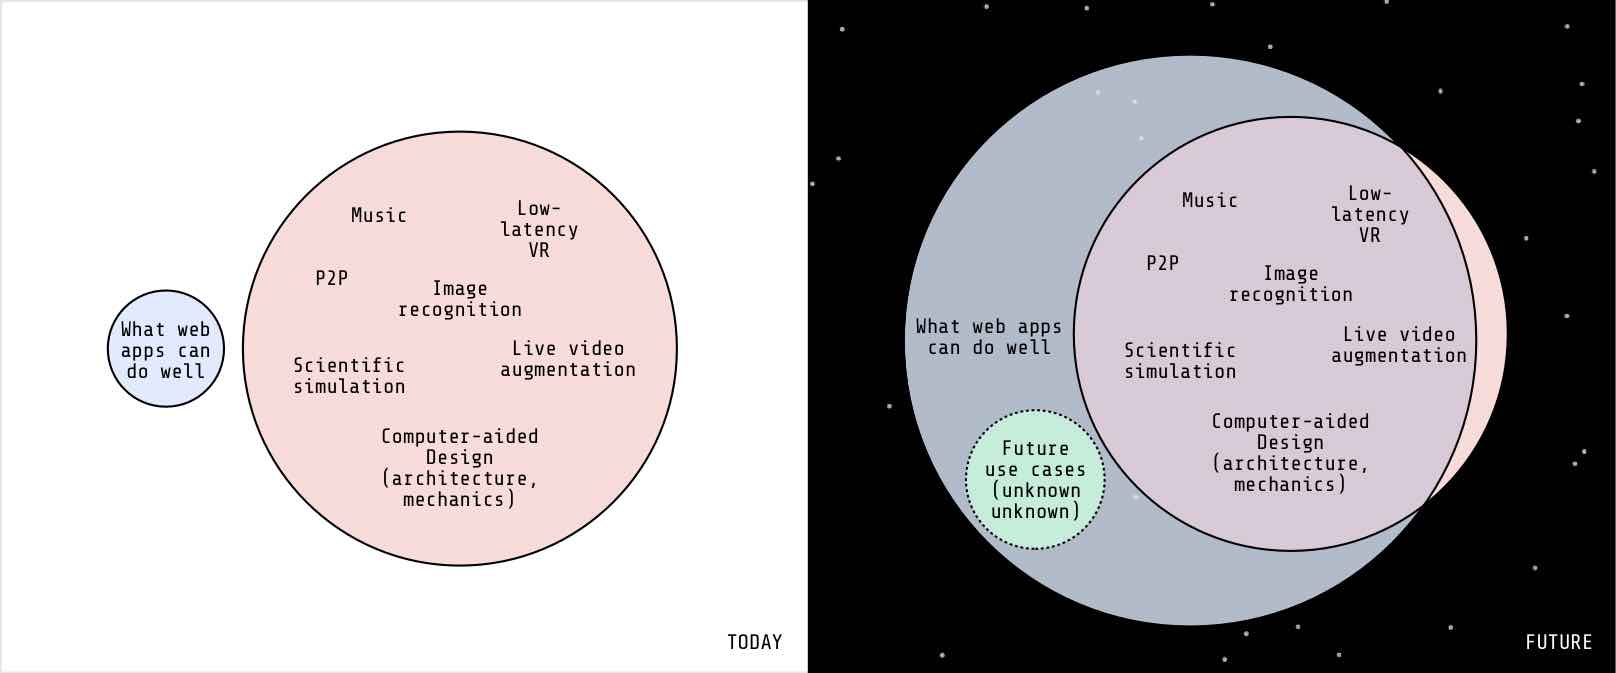 Music
Low-
latency
VR
P2P
Image
recognition
What web
apps can
do well
Live video
augmentation
Scientific
simulation
Computer-aided
Design
(architecture,
mechanics)
TODAY
Music
Low-
latency
VR
P2P
Image
recognition
What web apps
can do well
Live video
augmentation
Scientific
simulation
Computer-aided
Design
(architecture,
mechanics)
Future
use cases
(unknown
unknown)
FUTURE